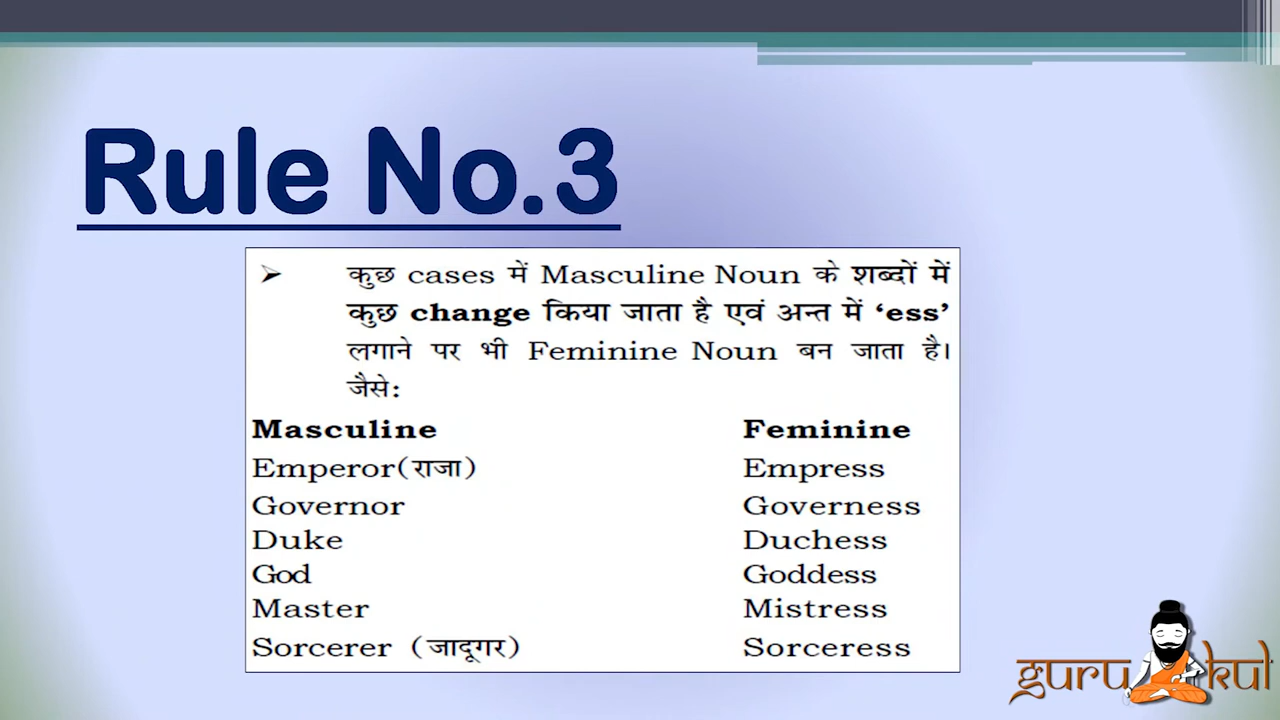 Rule No.3
➢ कुछ cases में Masculine Noun के शब्दों में
कुछ change किया जाता है एवं अन्त में ‘ess’
लगाने पर भी Feminine Noun बन जाता है।
जैसे:
Masculine Feminine
Emperor(राजा) Empress
Governor Governess
Duke Duchess
God Goddess
Master Mistress
Sorcerer (जादूगर) Sorceress
gurukul